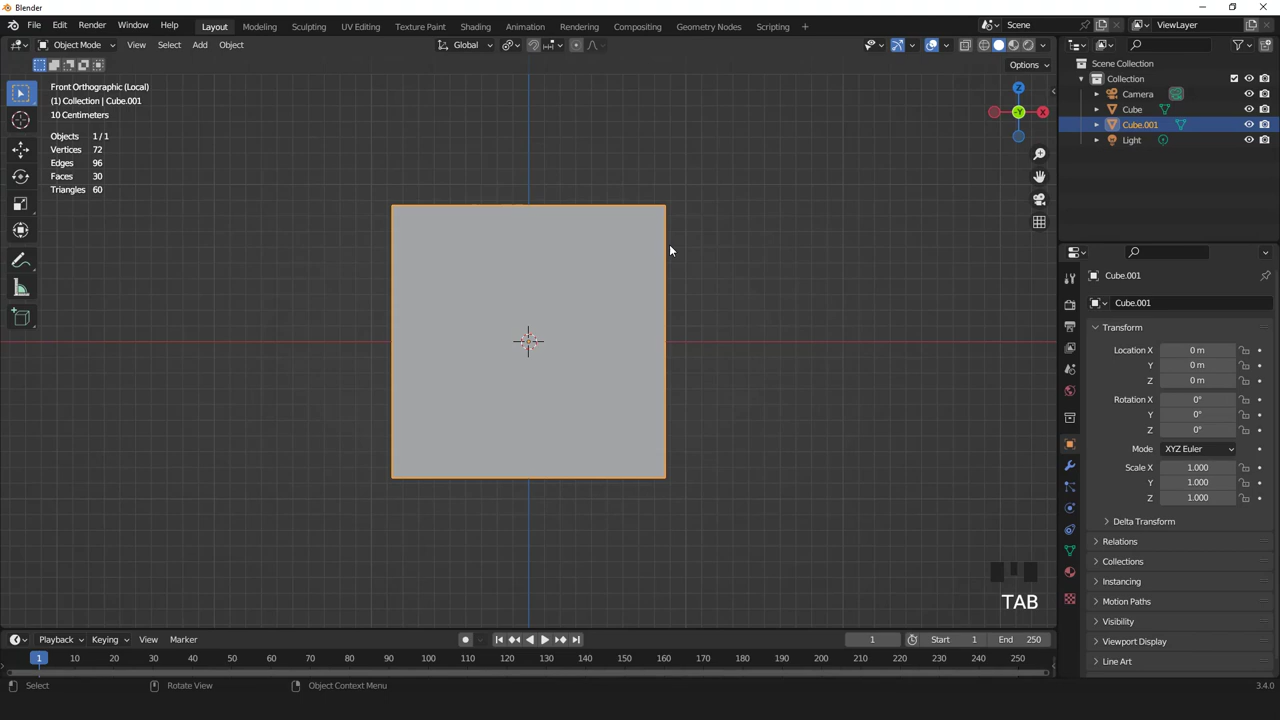 Blender
File Edit Render Window Help Layout Modeling Sculpting UV Editing Texture Paint Shading Animation Rendering Compositing Geometry Nodes Scripting + Scene ViewLayer
Object Mode View Select Add Object Global
Options
Front Orthographic (Local)
(1) Collection | Cube.001
10 Centimeters
Objects 1 / 1
Vertices 72
Edges 96
Faces 30
Triangles 60
Z
-Y X
Scene Collection
Collection
Camera
Cube
Cube.001
Light
Cube.001
Cube.001
Transform
Location X 0 m
Y 0 m
Z 0 m
Rotation X 0°
Y 0°
Z 0°
Mode XYZ Euler
Scale X 1.000
Y 1.000
Z 1.000
Delta Transform
Relations
Collections
Instancing
Motion Paths
Visibility
Viewport Display
Line Art
TAB
Playback Keying View Marker 1 Start 1 End 250
1 10 20 30 40 50 60 70 80 90 100 110 120 130 140 150 160 170 180 190 200 210 220 230 240 250
Select Rotate View Object Context Menu 3.4.0